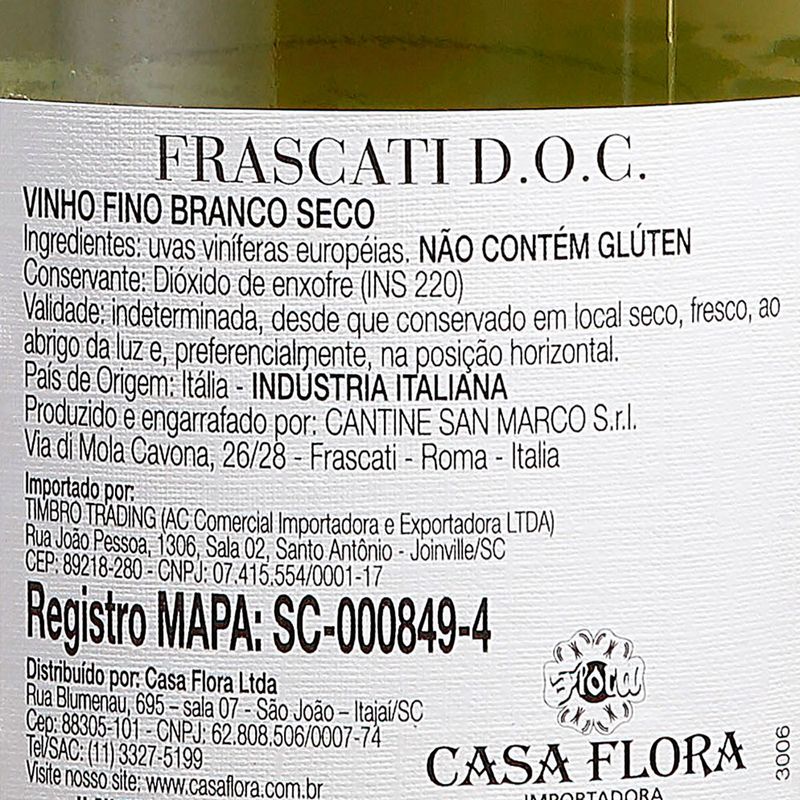 FRASCATI D.O.C.
VINHO FINO BRANCO SECO
Ingredientes: uvas viníferas européias. NÃO CONTÉM GLÚTEN
Conservante: Dióxido de enxofre (INS 220)
Validade: indeterminada, desde que conservado em local seco, fresco, ao
abrigo da luz e, preferencialmente, na posição horizontal.
País de Origem: Itália - INDÚSTRIA ITALIANA
Produzido e engarrafado por: CANTINE SAN MARCO S.r.l.
Via di Mola Cavona, 26/28 - Frascati - Roma - Italia
Importado por:
TIMBRO TRADING (AC Comercial Importadora e Exportadora LTDA)
Rua João Pessoa, 1306, Sala 02, Santo Antônio - Joinville/SC
CEP: 89218-280 - CNPJ: 07.415.554/0001-17
Registro MAPA: SC-000849-4
Distribuído por: Casa Flora Ltda
Rua Blumenau, 695 – sala 07 - São João – Itajaí/SC
Cep: 88305-101 - CNPJ: 62.808.506/0007-74
Tel/SAC: (11) 3327-5199
Visite nosso site: www.casaflora.com.br
Flora
CASA FLORA
IMPORTADORA
3006